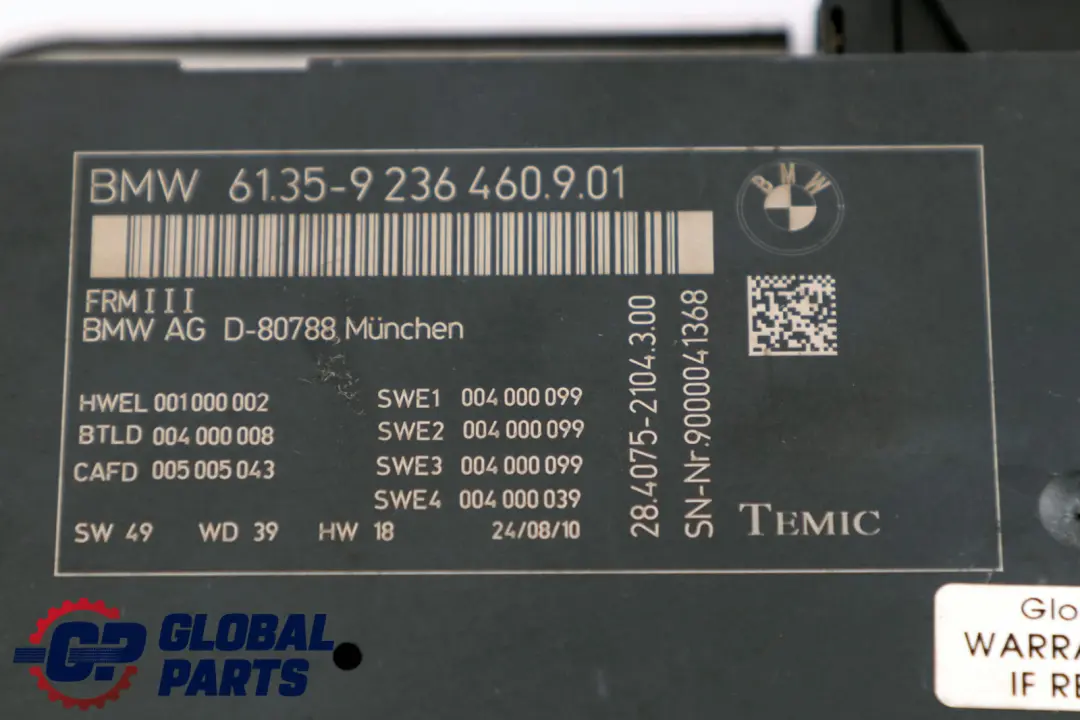 BMW 61.35-9 236 460.9.01
BMW
FRM III
BMW AG D-80788 München
HWEL 001 000 002
BTLD 004 000 008
CAFD 005 005 043
SWE1 004 000 099
SWE2 004 000 099
SWE3 004 000 099
SWE4 004 000 039
SW 49 WD 39 HW 18 24/08/10
28.4075-2104.3.00
SN-Nr.9000041368
TEMIC
GP GLOBAL
PARTS
Glo
WARRA
IF RE